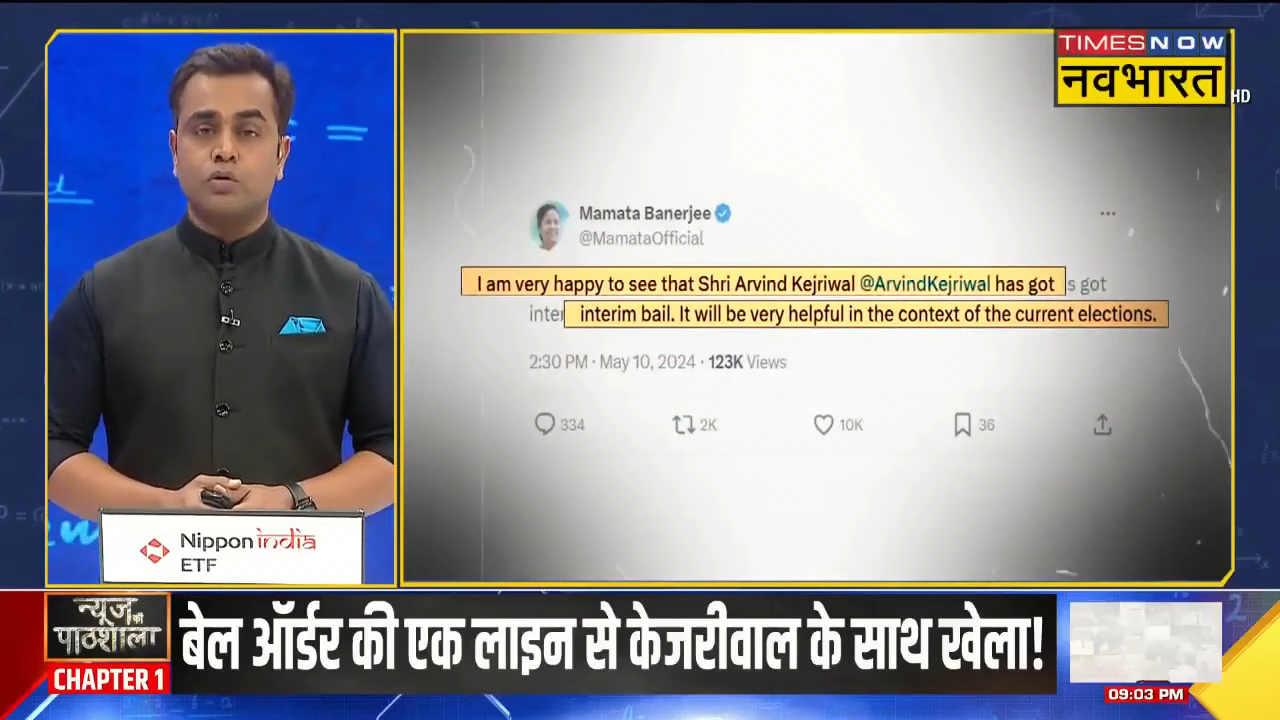 TIMES NOW
नवभारत
HD
Mamata Banerjee
@MamataOfficial
I am very happy to see that Shri Arvind Kejriwal @ArvindKejriwal has got
s got
inter
interim bail. It will be very helpful in the context of the current elections.
2:30 PM · May 10, 2024 · 123K Views
334
2K
10K
36
Nippon india
ETF
न्यूज़ की
पाठशाला
CHAPTER 1
बेल ऑर्डर की एक लाइन से केजरीवाल के साथ खेला!
09:03 PM